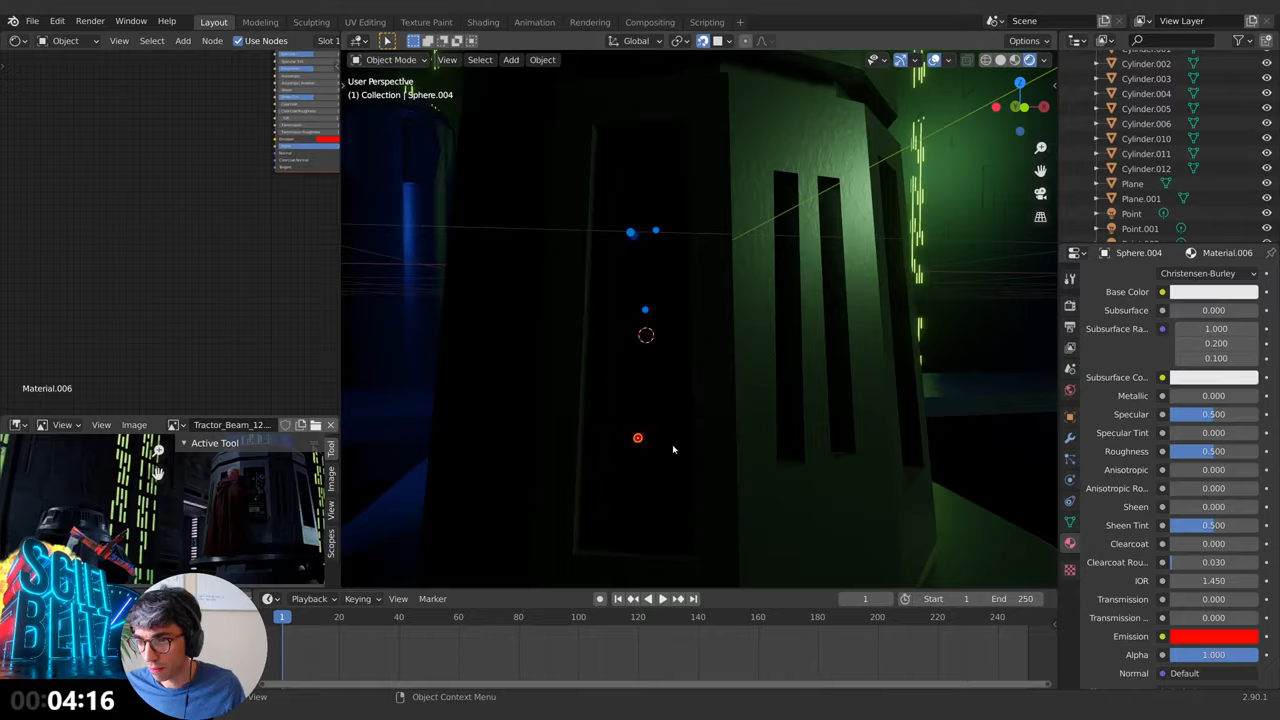 File Edit Render Window Help Layout Modeling Sculpting UV Editing Texture Paint Shading Animation Rendering Compositing Scripting Scene View Layer
Object View Select Add Node Use Nodes Slot 1 Global Options
Object Mode View Select Add Object
User Perspective
(1) Collection | Sphere.004
Cylinder.002
Cylinder.003
Cylinder.004
Cylinder.005
Cylinder.006
Cylinder.010
Cylinder.011
Cylinder.012
Plane
Plane.001
Point
Point.001
Sphere.004 Material.006
Christensen-Burley
Base Color
Subsurface 0.000
Subsurface Ra... 1.000
0.200
0.100
Subsurface Co...
Metallic 0.000
Specular 0.500
Specular Tint 0.000
Roughness 0.500
Anisotropic 0.000
Anisotropic Ro... 0.000
Sheen 0.000
Sheen Tint 0.500
Clearcoat 0.000
Clearcoat Rou... 0.030
IOR 1.450
Transmission 0.000
Transmission ... 0.000
Emission
Alpha 1.000
Normal Default
Material.006
View View Image Tractor_Beam_12...
Active Tool
Tool
Image
View
Scopes
SCIFI
BLITZ
Playback Keying View Marker 1 Start 1 End 250
1 20 40 60 80 100 120 140 160 180 200 220 240
00:04:16
View Object Context Menu 2.90.1